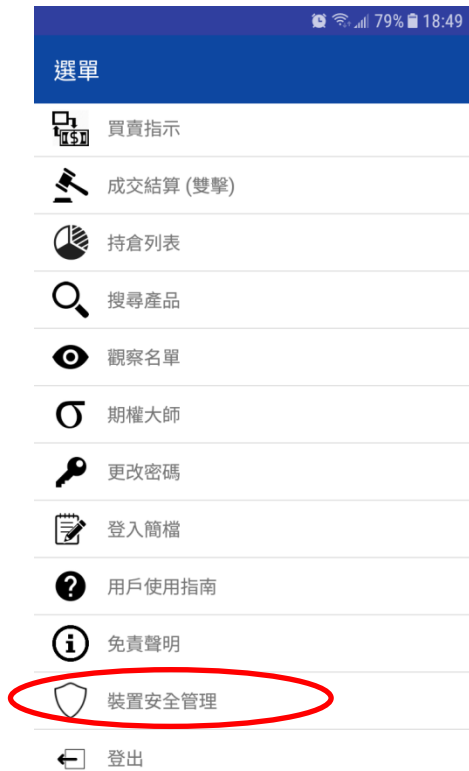 79% 18:49
選單
買賣指示
成交結算 (雙擊)
持倉列表
搜尋產品
觀察名單
期權大師
更改密碼
登入簡檔
用戶使用指南
免責聲明
裝置安全管理
登出